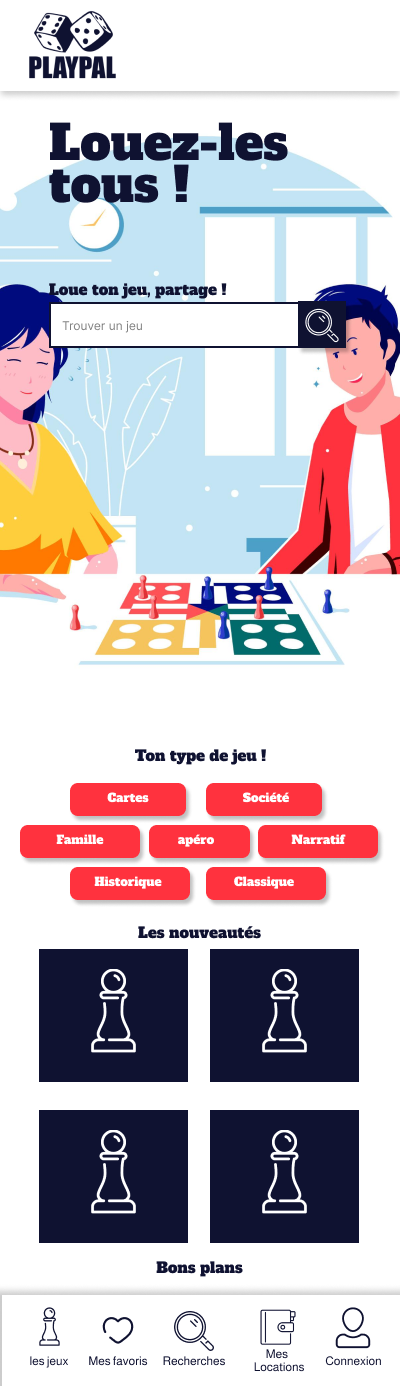 PLAYPAL
Louez-les
tous !
Loue ton jeu, partage !
Trouver un jeu
Ton type de jeu !
Cartes
Société
Famille
apéro
Narratif
Historique
Classique
Les nouveautés
Bons plans
les jeux
Mes favoris
Recherches
Mes
Locations
Connexion